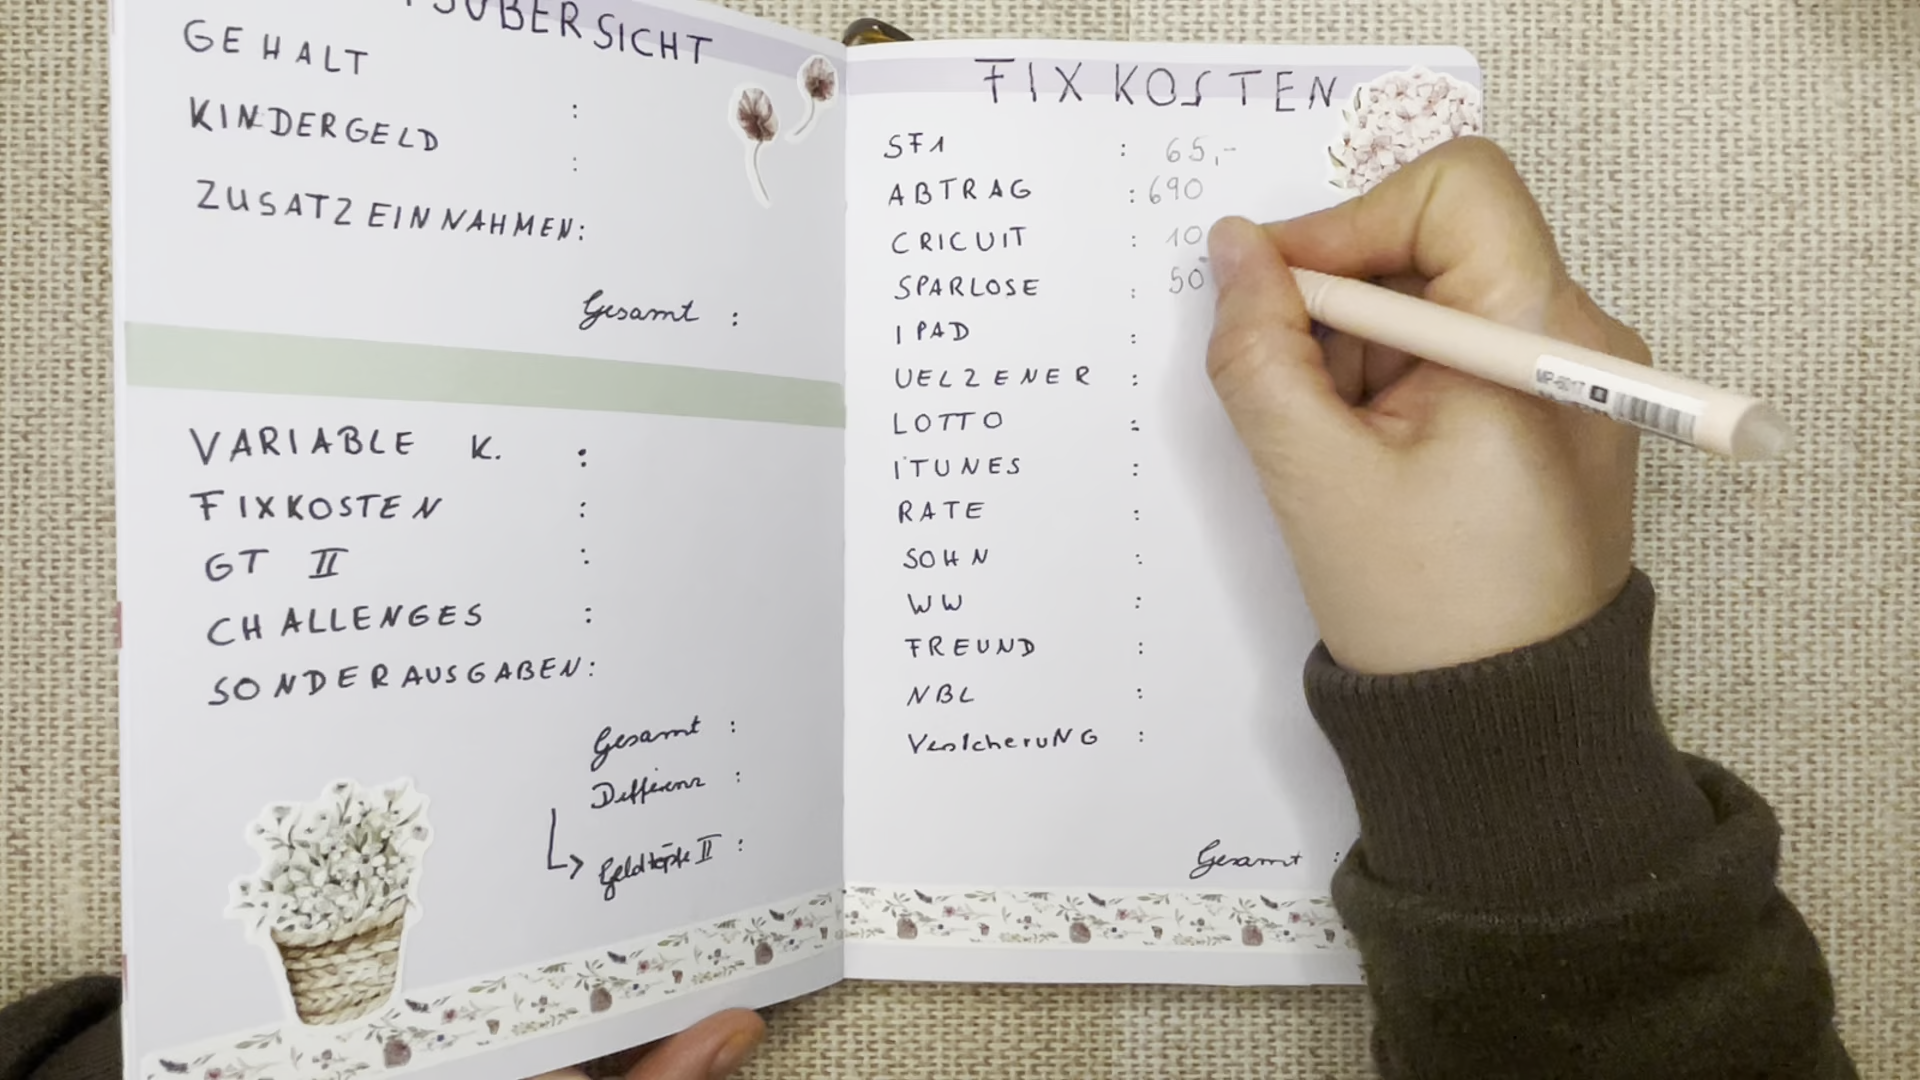 GEHALT
KINDERGELD :
ZUSATZEINNAHMEN:
Gesamt :
VARIABLE K. :
FIXKOSTEN :
GT II :
CHALLENGES :
SONDERAUSGABEN:
Gesamt :
Differenz :
Geldtöpfe II :
FIXKOSTEN
SF1 : 65,-
ABTRAG : 690
CRICUIT : 10
SPARLOSE : 50
IPAD :
UELZENER :
LOTTO :
ITUNES :
RATE :
SOHN :
WW :
FREUND :
NBL :
VersicheruNG :
Gesamt :